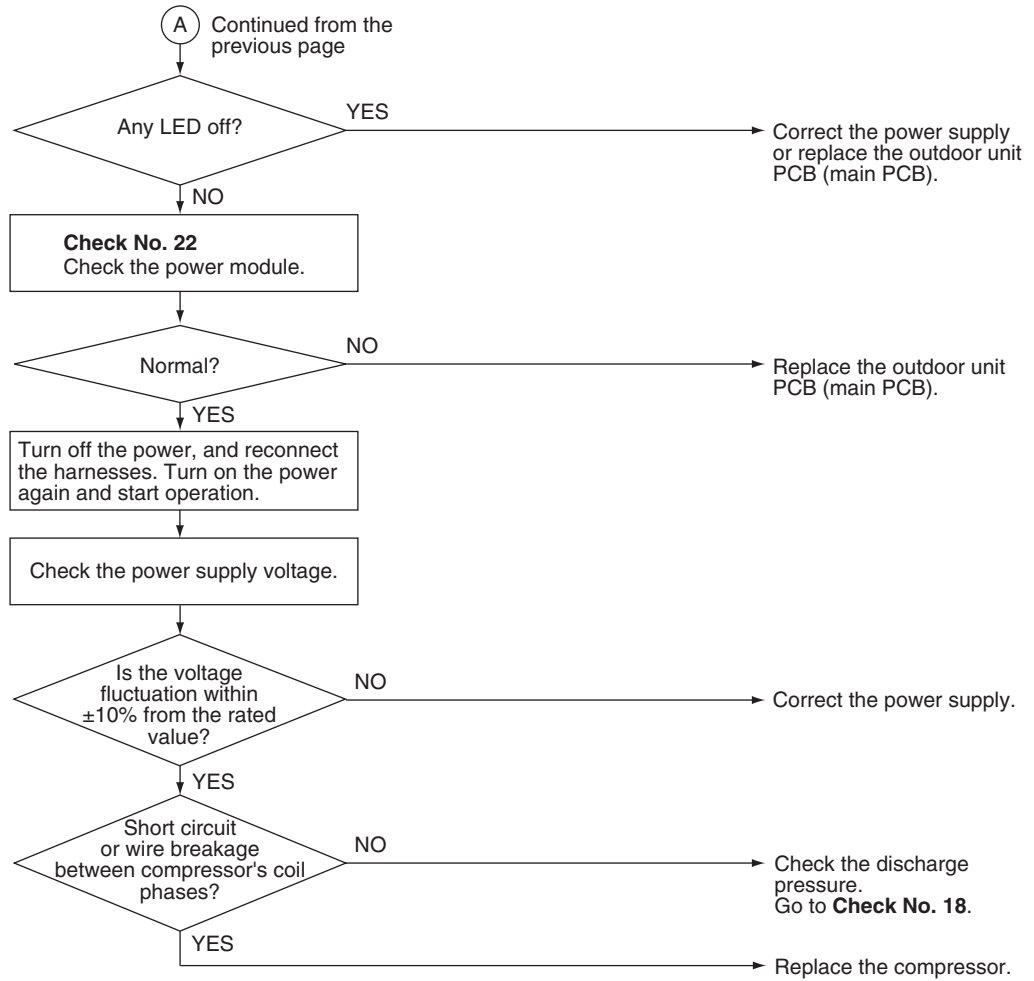 A
Continued from the
previous page
Any LED off?
YES
Correct the power supply
or replace the outdoor unit
PCB (main PCB).
NO
Check No. 22
Check the power module.
Normal?
NO
Replace the outdoor unit
PCB (main PCB).
YES
Turn off the power, and reconnect
the harnesses. Turn on the power
again and start operation.
Check the power supply voltage.
Is the voltage
fluctuation within
±10% from the rated
value?
NO
Correct the power supply.
YES
Short circuit
or wire breakage
between compressor's coil
phases?
NO
Check the discharge
pressure.
Go to Check No. 18.
YES
Replace the compressor.